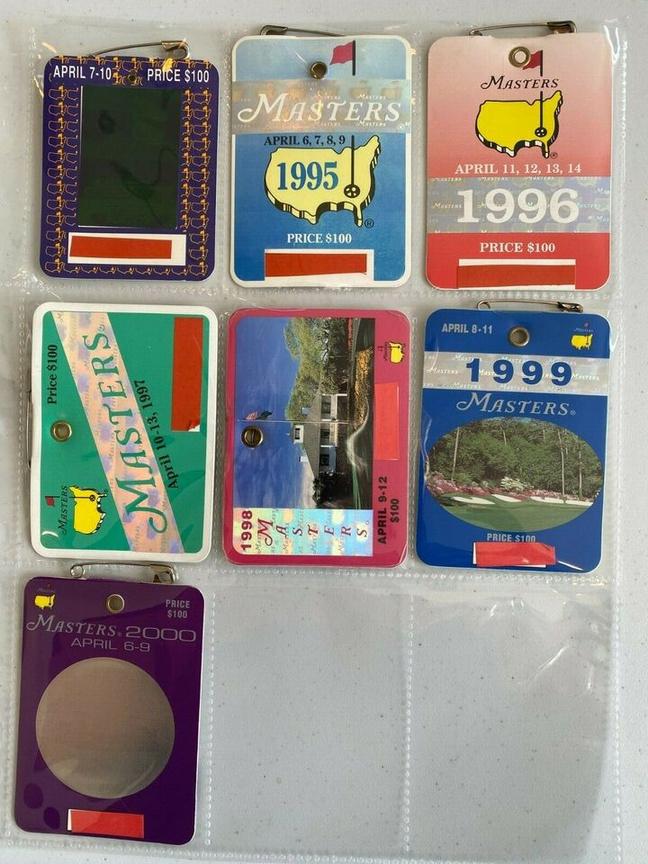 APRIL 7-10 PRICE $100
MASTERS
APRIL 6, 7, 8, 9
1995
®
PRICE $100
MASTERS
®
APRIL 11, 12, 13, 14
1996
PRICE $100
Price $100
MASTERS®
April 10-13, 1997
MASTERS
1998
MASTERS®
APRIL 9-12
$100
APRIL 8-11
1999
MASTERS®
PRICE $100
PRICE
$100
MASTERS® 2000
APRIL 6-9